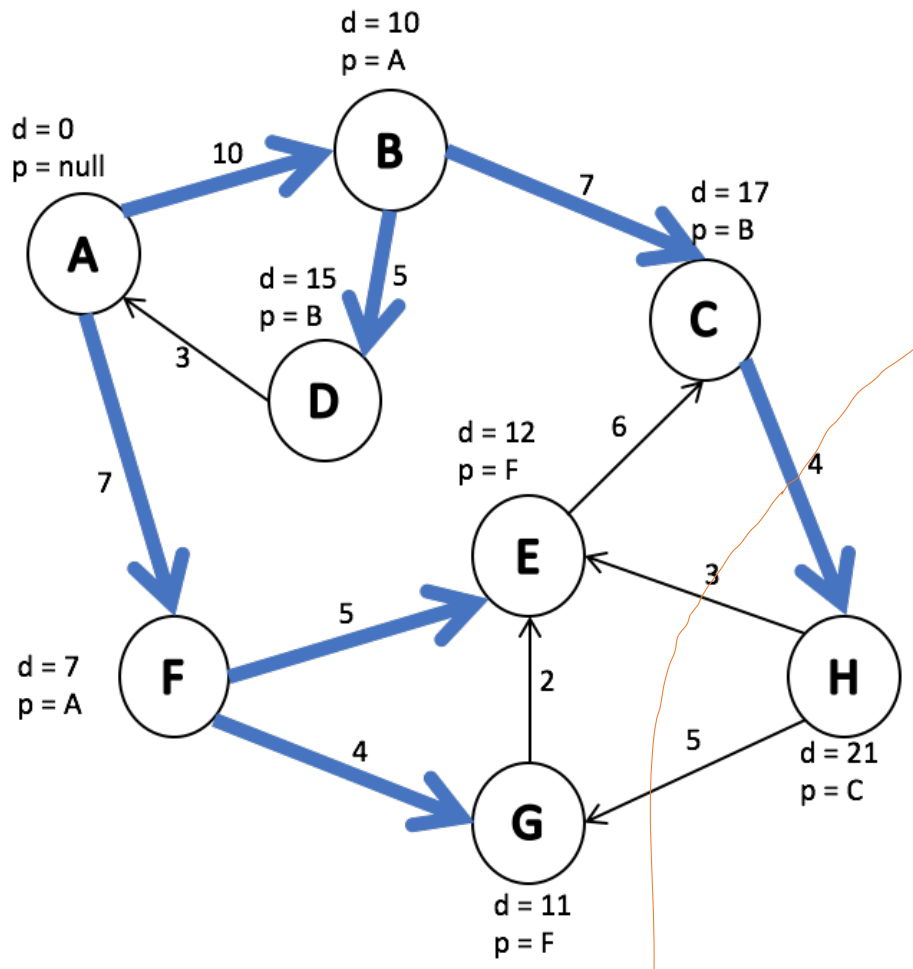 d = 10
p = A
d = 0
p = null
10
B
7
d = 17
p = B
A
5
d = 15
p = B
C
3
D
6
d = 12
p = F
4
7
E
3
5
F
d = 7
p = A
2
H
4
5
d = 21
p = C
G
d = 11
p = F